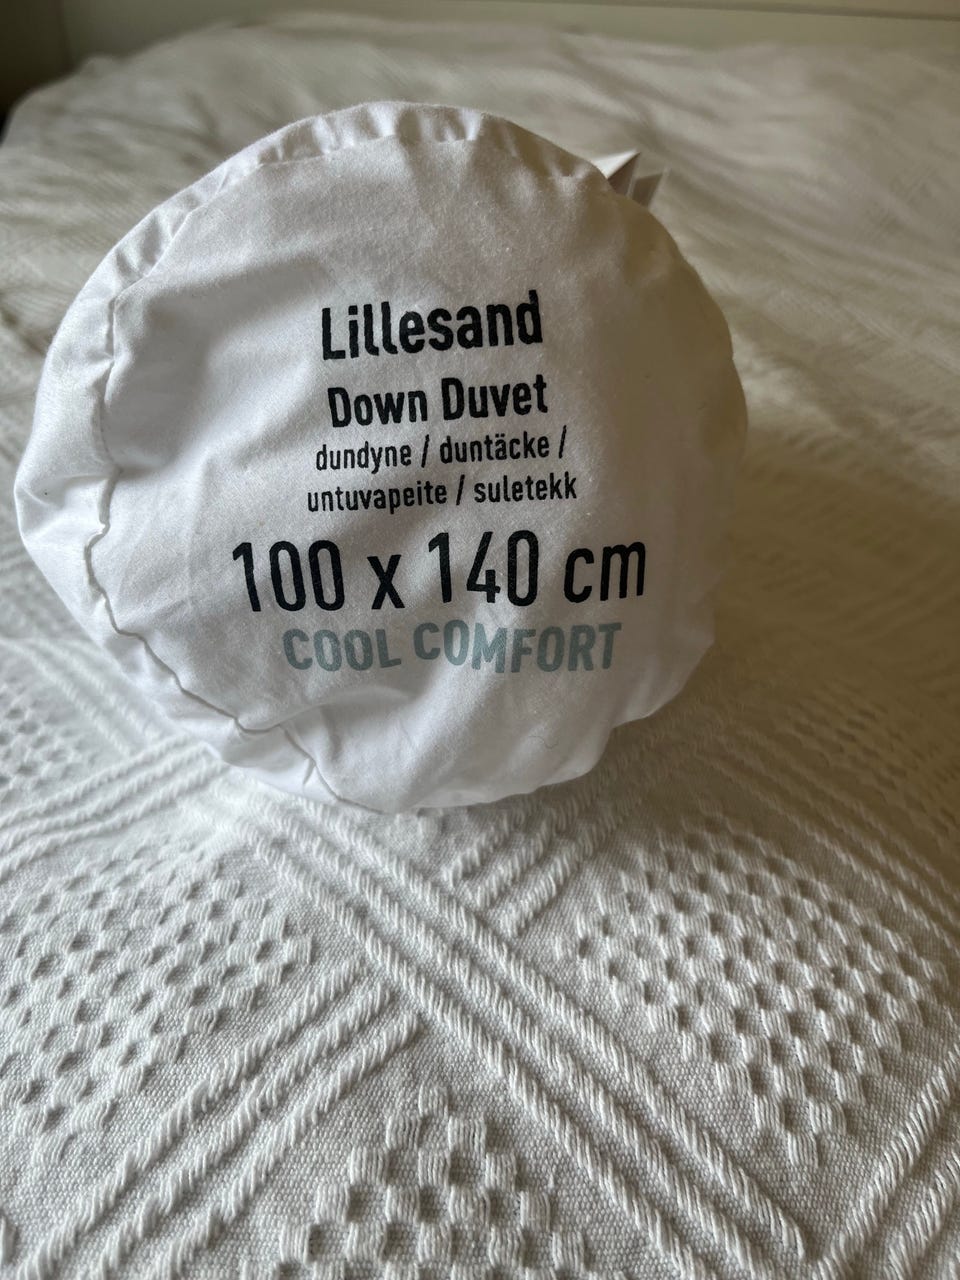 Lillesand
Down Duvet
dundyne / duntäcke /
untuvapeite / suletekk
100 x 140 cm
COOL COMFORT